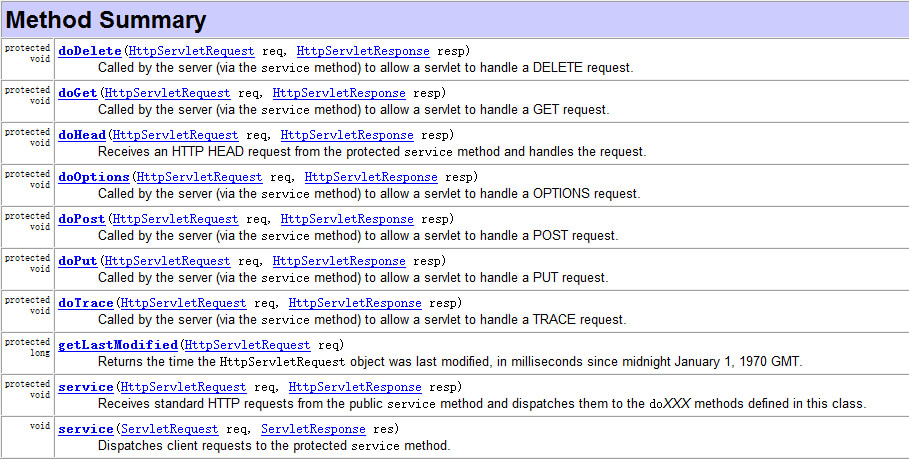 Method Summary
protected void doDelete(HttpServletRequest req, HttpServletResponse resp)
Called by the server (via the service method) to allow a servlet to handle a DELETE request.
protected void doGet(HttpServletRequest req, HttpServletResponse resp)
Called by the server (via the service method) to allow a servlet to handle a GET request.
protected void doHead(HttpServletRequest req, HttpServletResponse resp)
Receives an HTTP HEAD request from the protected service method and handles the request.
protected void doOptions(HttpServletRequest req, HttpServletResponse resp)
Called by the server (via the service method) to allow a servlet to handle a OPTIONS request.
protected void doPost(HttpServletRequest req, HttpServletResponse resp)
Called by the server (via the service method) to allow a servlet to handle a POST request.
protected void doPut(HttpServletRequest req, HttpServletResponse resp)
Called by the server (via the service method) to allow a servlet to handle a PUT request.
protected void doTrace(HttpServletRequest req, HttpServletResponse resp)
Called by the server (via the service method) to allow a servlet to handle a TRACE request.
protected long getLastModified(HttpServletRequest req)
Returns the time the HttpServletRequest object was last modified, in milliseconds since midnight January 1, 1970 GMT.
protected void service(HttpServletRequest req, HttpServletResponse resp)
Receives standard HTTP requests from the public service method and dispatches them to the doXXX methods defined in this class.
void service(ServletRequest req, ServletResponse res)
Dispatches client requests to the protected service method.